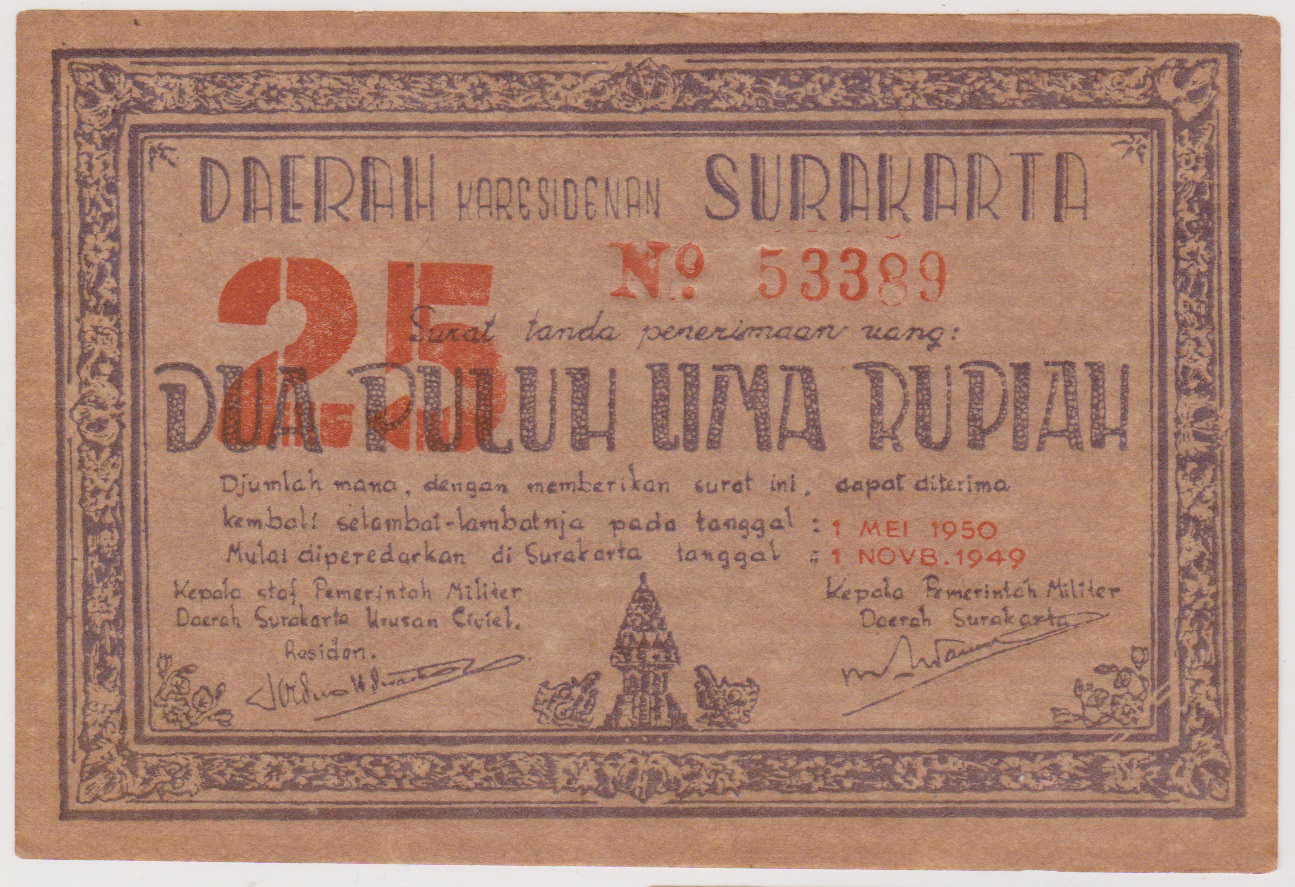 DAERAH KARESIDENAN SURAKARTA
Nº 53389
25
Surat tanda penerimaan uang:
DUA PULUH LIMA RUPIAH
Djumlah mana, dengan memberikan surat ini, dapat diterima
kembali selambat-lambatnja pada tanggal : 1 MEI 1950
Mulai diperedarkan di Surakarta tanggal : 1 NOVB. 1949
Kepala staf Pemerintah Militer
Daerah Surakarta Urusan Civiel.
Residen.
Kepala Pemerintah Militer
Daerah Surakarta.